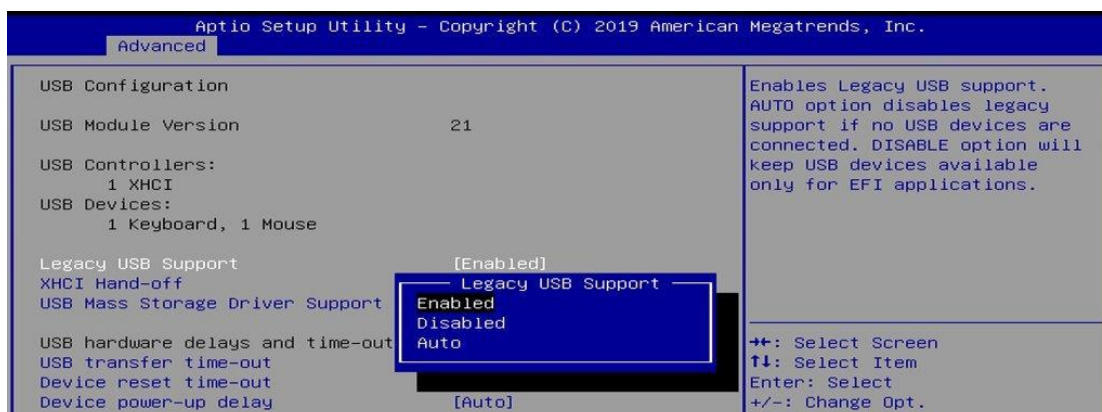 Aptio Setup Utility – Copyright (C) 2019 American Megatrends, Inc.
Advanced
USB Configuration
USB Module Version 21
USB Controllers:
1 XHCI
USB Devices:
1 Keyboard, 1 Mouse
Legacy USB Support [Enabled]
XHCI Hand-off
USB Mass Storage Driver Support
USB hardware delays and time-out
USB transfer time-out
Device reset time-out
Device power-up delay [Auto]
Legacy USB Support
Enabled
Disabled
Auto
Enables Legacy USB support.
AUTO option disables legacy
support if no USB devices are
connected. DISABLE option will
keep USB devices available
only for EFI applications.
→←: Select Screen
↑↓: Select Item
Enter: Select
+/-: Change Opt.